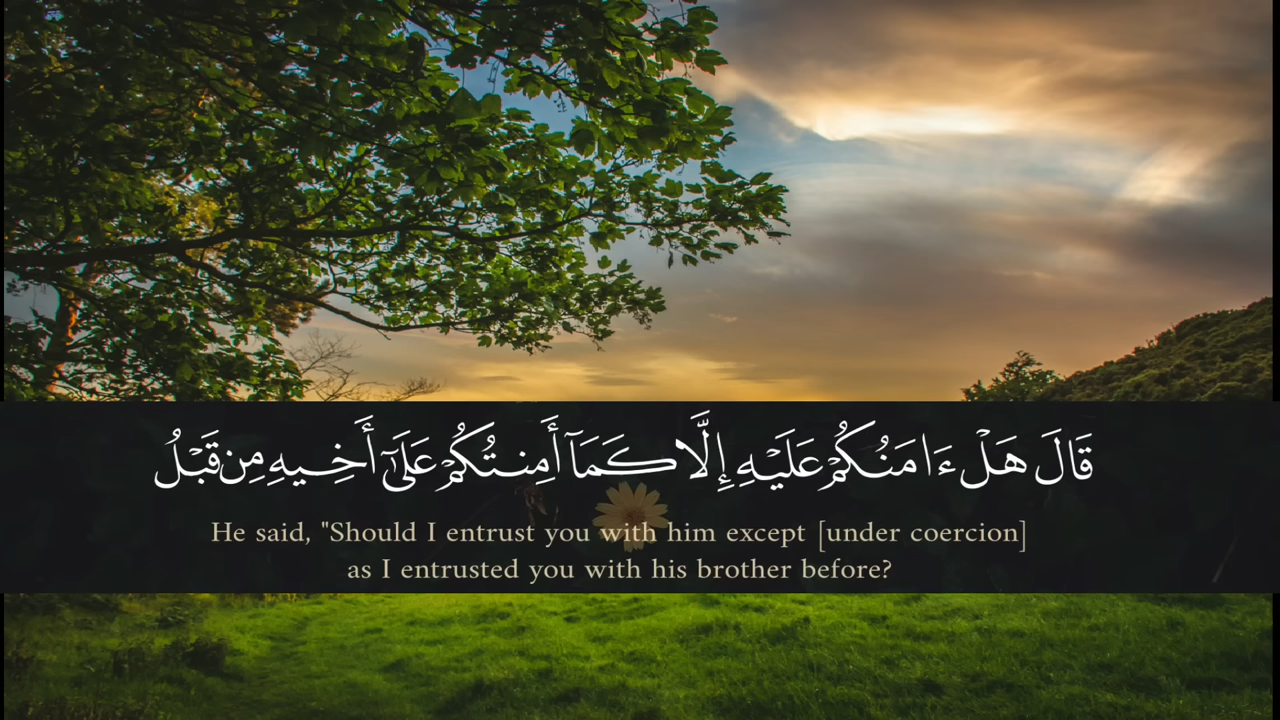 قَالَ هَلْ ءَامَنُكُمْ عَلَيْهِ إِلَّا كَمَآ أَمِنتُكُمْ عَلَىٰٓ أَخِيهِ مِن قَبْلُ
He said, "Should I entrust you with him except [under coercion]
as I entrusted you with his brother before?